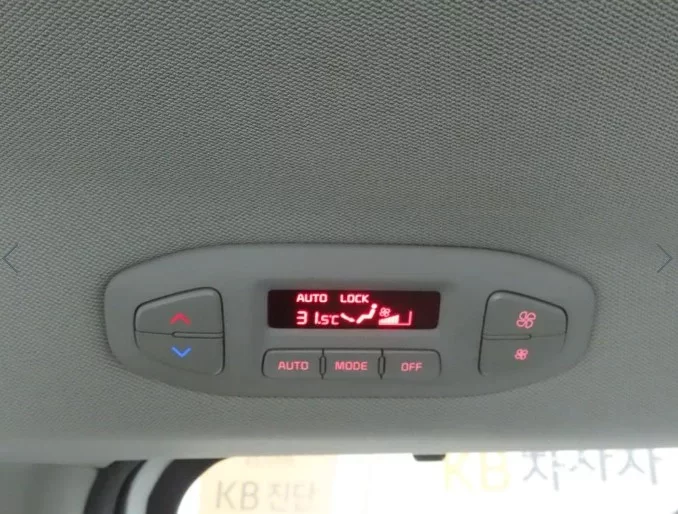 AUTO LOCK
31.5°C
AUTO MODE OFF
KB 진단
KB 차차차